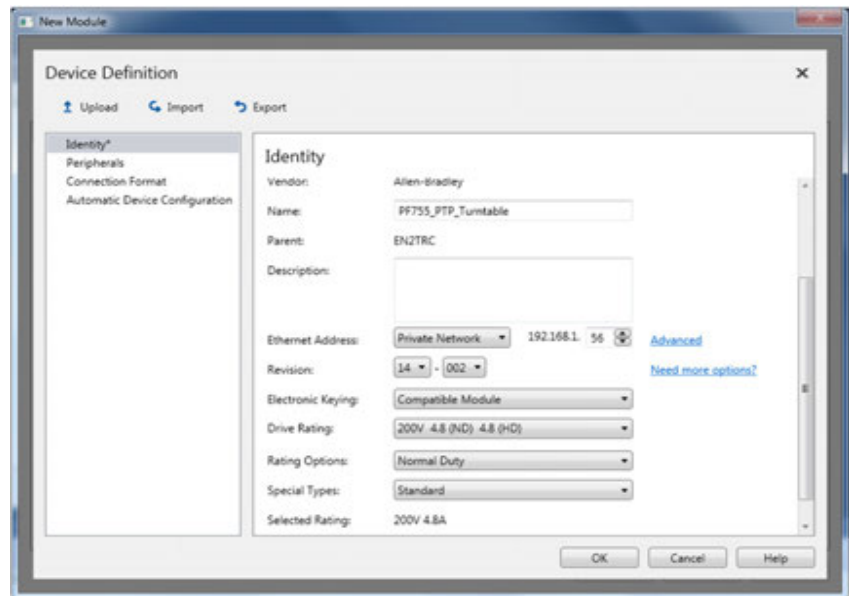 New Module
Device Definition
Upload Import Export
Identity*
Peripherals
Connection Format
Automatic Device Configuration
Identity
Vendor: Allen-Bradley
Name: PF755_PTP_Turntable
Parent: EN2TRC
Description:
Ethernet Address: Private Network 192.168.1. 56 Advanced
Revision: 14 - 002 Need more options?
Electronic Keying: Compatible Module
Drive Rating: 200V 4.8 (ND) 4.8 (HD)
Rating Options: Normal Duty
Special Types: Standard
Selected Rating: 200V 4.8A
OK Cancel Help